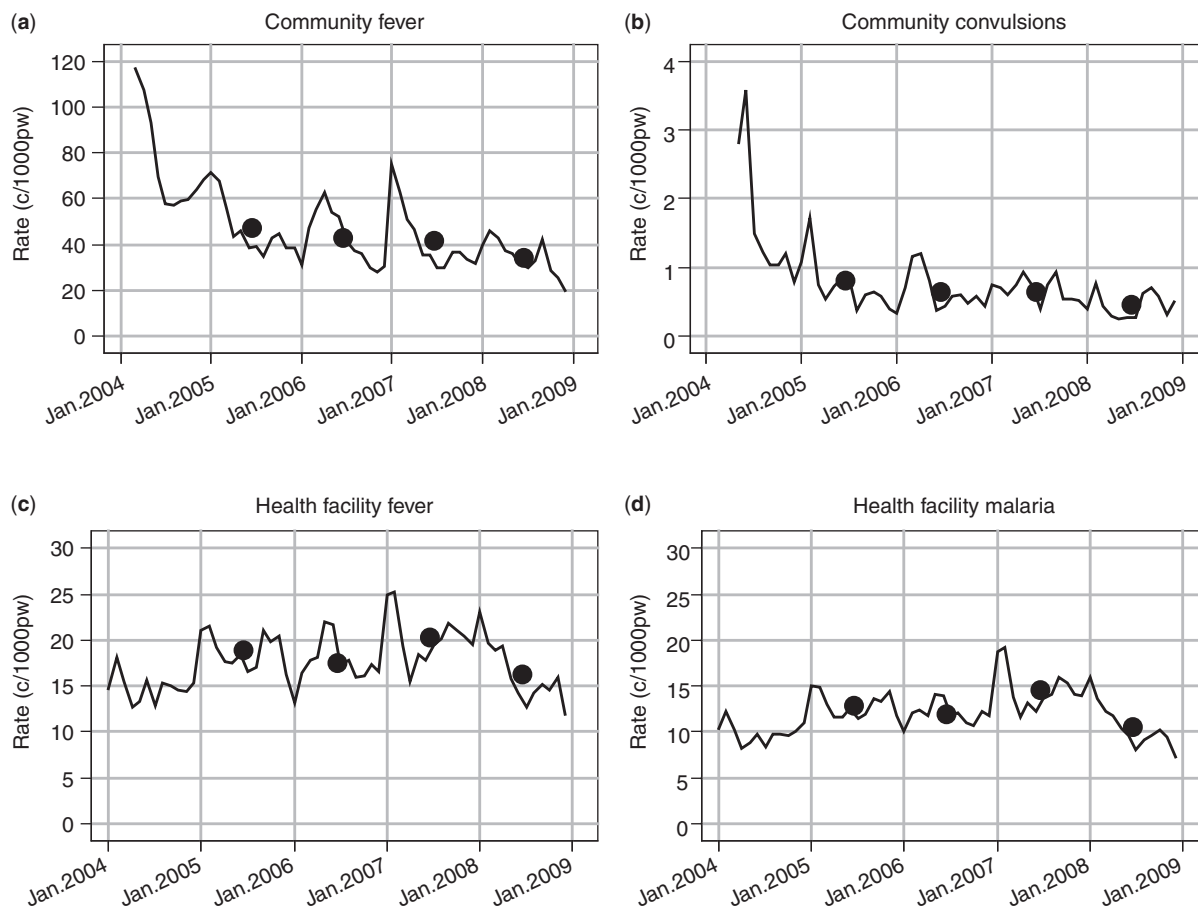 (a) Community fever
Rate (c/1000pw)
120
100
80
60
40
20
0
Jan.2004 Jan.2005 Jan.2006 Jan.2007 Jan.2008 Jan.2009
(b) Community convulsions
Rate (c/1000pw)
4
3
2
1
0
Jan.2004 Jan.2005 Jan.2006 Jan.2007 Jan.2008 Jan.2009
(c) Health facility fever
Rate (c/1000pw)
30
25
20
15
10
5
0
Jan.2004 Jan.2005 Jan.2006 Jan.2007 Jan.2008 Jan.2009
(d) Health facility malaria
Rate (c/1000pw)
30
25
20
15
10
5
0
Jan.2004 Jan.2005 Jan.2006 Jan.2007 Jan.2008 Jan.2009